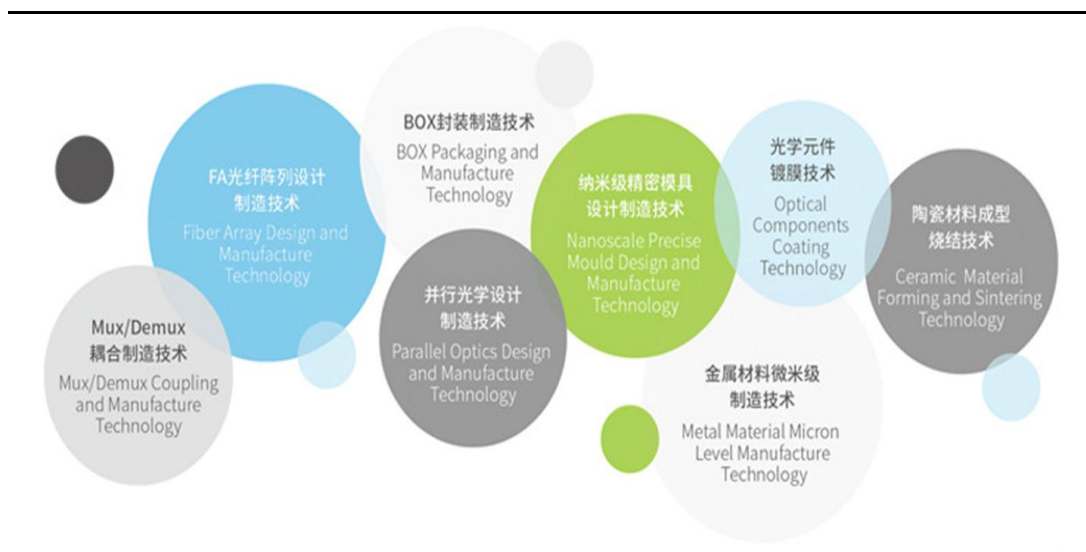 Mux/Demux
耦合制造技术
Mux/Demux Coupling
and Manufacture
Technology
FA光纤阵列设计
制造技术
Fiber Array Design and
Manufacture
Technology
BOX封装制造技术
BOX Packaging and
Manufacture
Technology
并行光学设计
制造技术
Parallel Optics Design
and Manufacture
Technology
纳米级精密模具
设计制造技术
Nanoscale Precise
Mould Design and
Manufacture
Technology
光学元件
镀膜技术
Optical
Components
Coating
Technology
金属材料微米级
制造技术
Metal Material Micron
Level Manufacture
Technology
陶瓷材料成型
烧结技术
Ceramic Material
Forming and Sintering
Technology